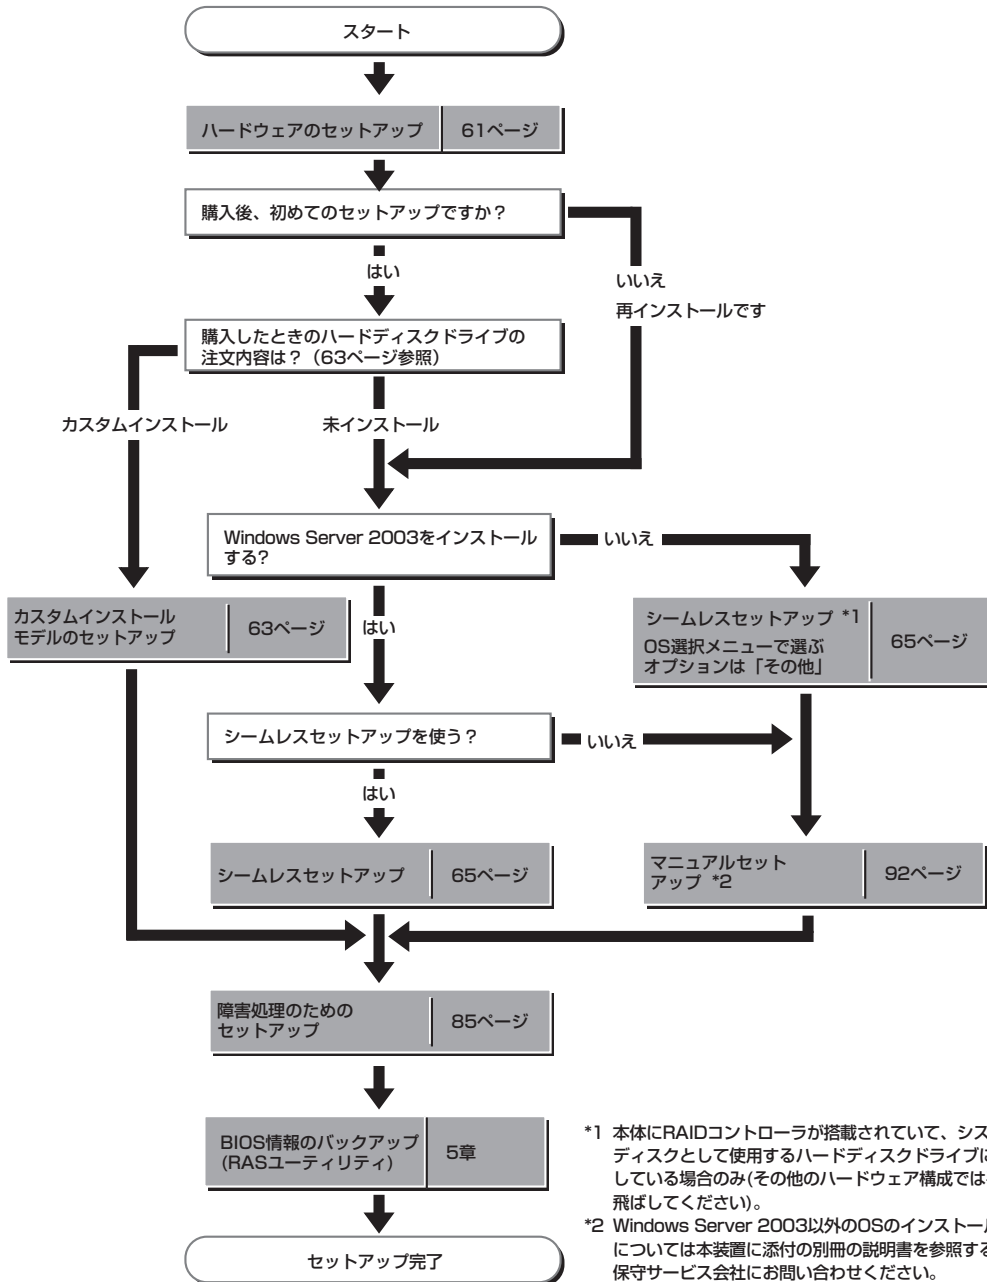 スタート
ハードウェアのセットアップ 61ページ
購入後、初めてのセットアップですか？
はい
いいえ
再インストールです
購入したときのハードディスクドライブの
注文内容は？（63ページ参照）
カスタムインストール
未インストール
Windows Server 2003をインストール
する?
いいえ
はい
カスタムインストール
モデルのセットアップ
63ページ
シームレスセットアップ *1
OS選択メニューで選ぶ
オプションは「その他」
65ページ
シームレスセットアップを使う？
いいえ
はい
シームレスセットアップ 65ページ
マニュアルセット
アップ *2
92ページ
障害処理のための
セットアップ
85ページ
BIOS情報のバックアップ
(RASユーティリティ)
5章
セットアップ完了
*1 本体にRAIDコントローラが搭載されていて、シス
ディスクとして使用するハードディスクドライブに
している場合のみ(その他のハードウェア構成では
飛ばしてください)。
*2 Windows Server 2003以外のOSのインストール
については本装置に添付の別冊の説明書を参照する
保守サービス会社にお問い合わせください。